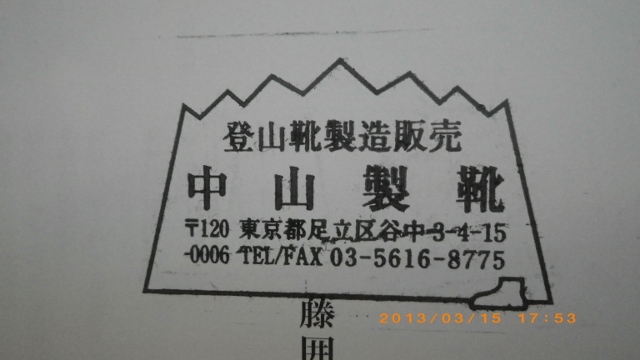 登山靴製造販売
中山製靴
〒120 東京都足立区谷中 3-4-15
-0006 TEL/FAX 03-5616-8775
藤田
2013/03/15 17:53